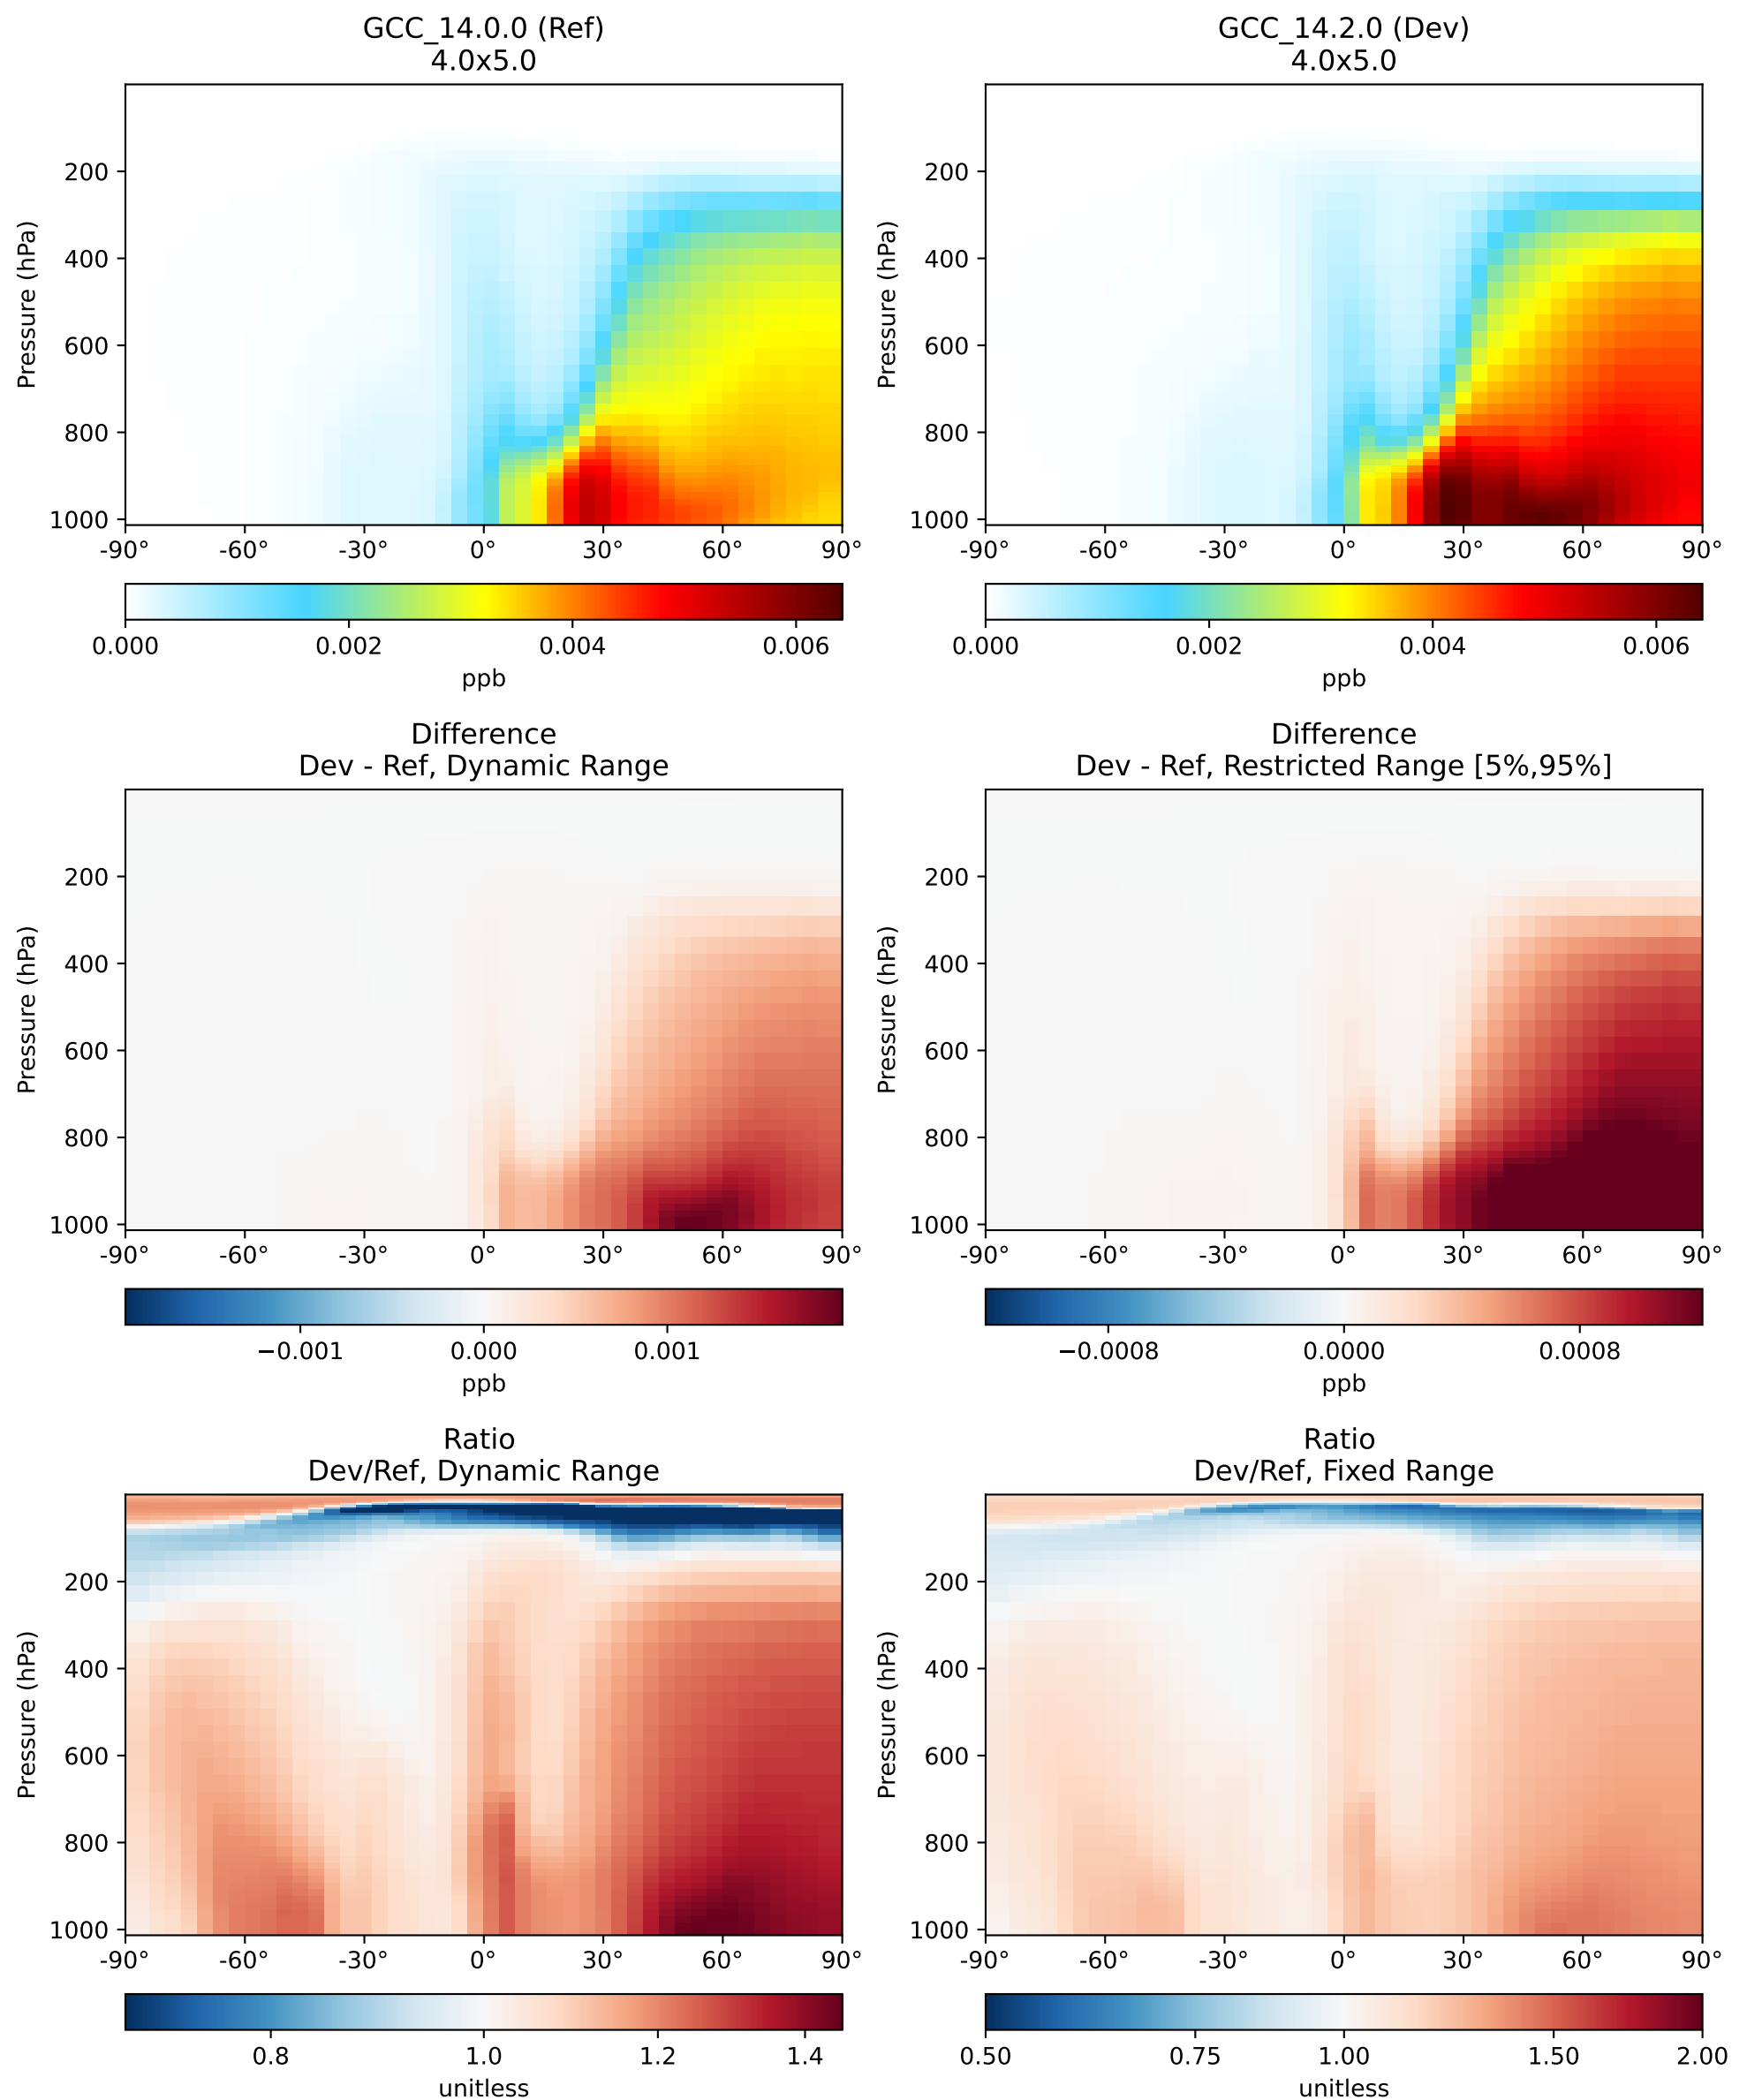 GCC_14.0.0 (Ref)
4.0x5.0
GCC_14.2.0 (Dev)
4.0x5.0
Pressure (hPa)
200
400
600
800
1000
-90° -60° -30° 0° 30° 60° 90°
0.000 0.002 0.004 0.006
ppb
Pressure (hPa)
200
400
600
800
1000
-90° -60° -30° 0° 30° 60° 90°
0.000 0.002 0.004 0.006
ppb
Difference
Dev - Ref, Dynamic Range
Difference
Dev - Ref, Restricted Range [5%,95%]
Pressure (hPa)
200
400
600
800
1000
-90° -60° -30° 0° 30° 60° 90°
−0.001 0.000 0.001
ppb
Pressure (hPa)
200
400
600
800
1000
-90° -60° -30° 0° 30° 60° 90°
−0.0008 0.0000 0.0008
ppb
Ratio
Dev/Ref, Dynamic Range
Ratio
Dev/Ref, Fixed Range
Pressure (hPa)
200
400
600
800
1000
-90° -60° -30° 0° 30° 60° 90°
0.8 1.0 1.2 1.4
unitless
Pressure (hPa)
200
400
600
800
1000
-90° -60° -30° 0° 30° 60° 90°
0.50 0.75 1.00 1.50 2.00
unitless